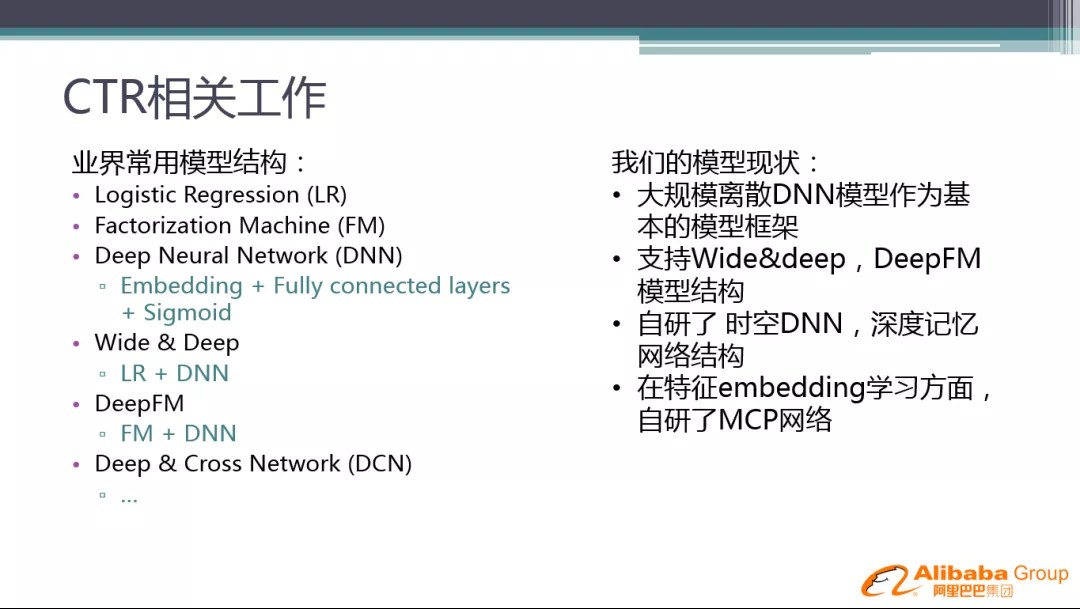 CTR相关工作
业界常用模型结构：
• Logistic Regression (LR)
• Factorization Machine (FM)
• Deep Neural Network (DNN)
▫ Embedding + Fully connected layers
+ Sigmoid
• Wide & Deep
▫ LR + DNN
• DeepFM
▫ FM + DNN
• Deep & Cross Network (DCN)
▫ ...
我们的模型现状：
• 大规模离散DNN模型作为基
本的模型框架
• 支持Wide&deep，DeepFM
模型结构
• 自研了 时空DNN，深度记忆
网络结构
• 在特征embedding学习方面，
自研了MCP网络
Alibaba Group
阿里巴巴集团